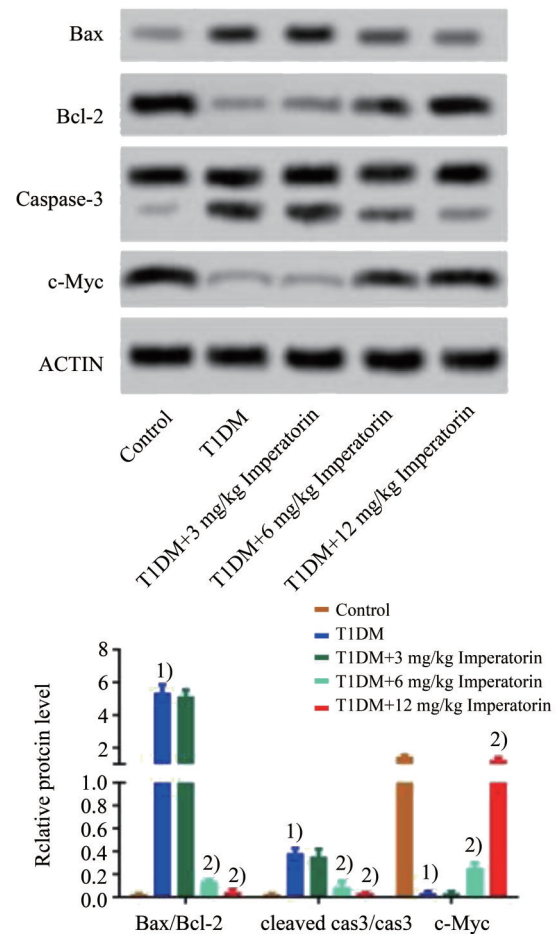 Bax
Bcl-2
Caspase-3
c-Myc
ACTIN
Control
T1DM
T1DM+3 mg/kg Imperatorin
T1DM+6 mg/kg Imperatorin
T1DM+12 mg/kg Imperatorin
Control
T1DM
T1DM+3 mg/kg Imperatorin
T1DM+6 mg/kg Imperatorin
T1DM+12 mg/kg Imperatorin
Relative protein level
8
6
4
2
1.0
0.8
0.6
0.4
0.2
0.0
1)
2)
2)
1)
2)
2)
1)
2)
2)
Bax/Bcl-2
cleaved cas3/cas3
c-Myc